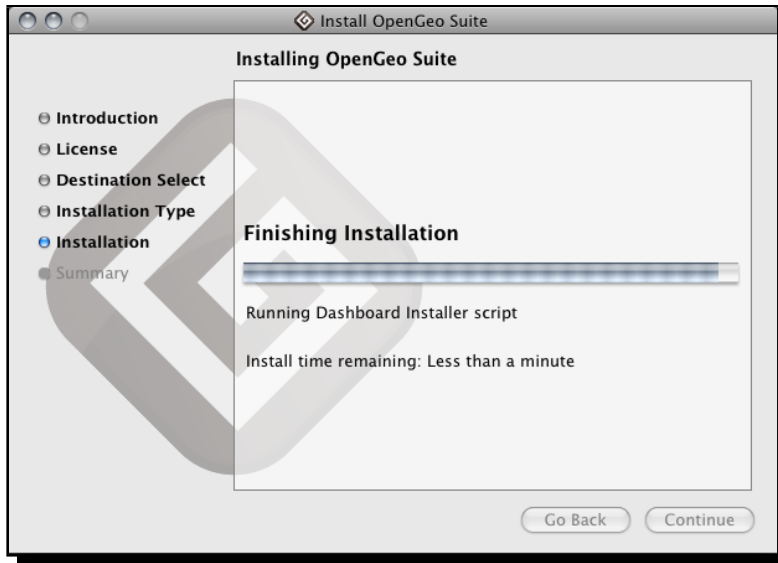 Install OpenGeo Suite
Installing OpenGeo Suite
Introduction
License
Destination Select
Installation Type
Installation
Summary
Finishing Installation
Running Dashboard Installer script
Install time remaining: Less than a minute
Go Back
Continue